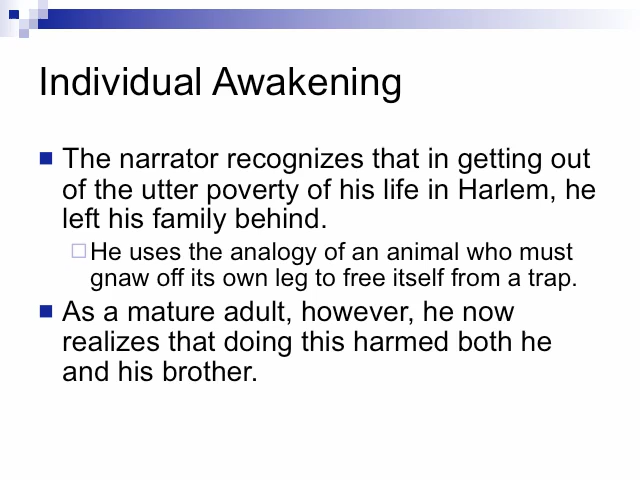 Individual Awakening
The narrator recognizes that in getting out
of the utter poverty of his life in Harlem, he
left his family behind.
He uses the analogy of an animal who must
gnaw off its own leg to free itself from a trap.
As a mature adult, however, he now
realizes that doing this harmed both he
and his brother.